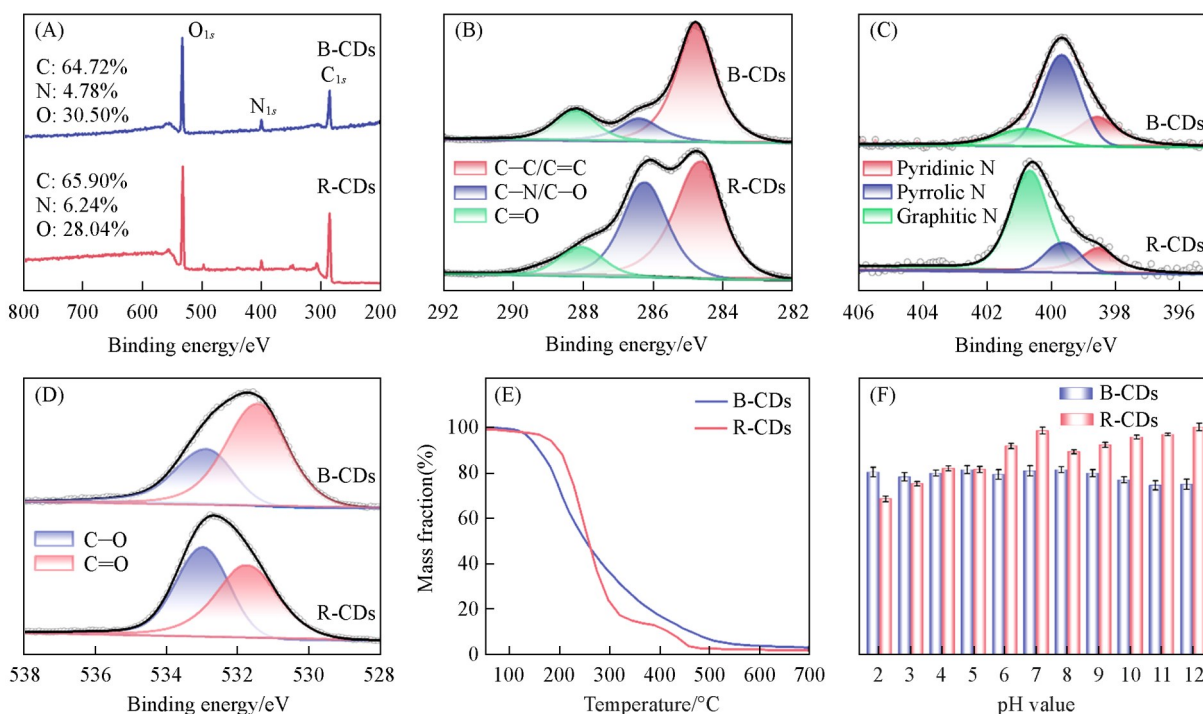 (A)
O1s
B-CDs
C: 64.72%
N: 4.78%
O: 30.50%
N1s
C1s
R-CDs
C: 65.90%
N: 6.24%
O: 28.04%
800 700 600 500 400 300 200
Binding energy/eV
(B)
B-CDs
C—C/C=C
C—N/C—O
C=O
R-CDs
292 290 288 286 284 282
Binding energy/eV
(C)
B-CDs
Pyridinic N
Pyrrolic N
Graphitic N
R-CDs
406 404 402 400 398 396
Binding energy/eV
(D)
B-CDs
C—O
C=O
R-CDs
538 536 534 532 530 528
Binding energy/eV
(E)
B-CDs
R-CDs
Mass fraction(%)
100
80
60
40
20
0
100 200 300 400 500 600 700
Temperature/°C
(F)
B-CDs
R-CDs
2 3 4 5 6 7 8 9 10 11 12
pH value